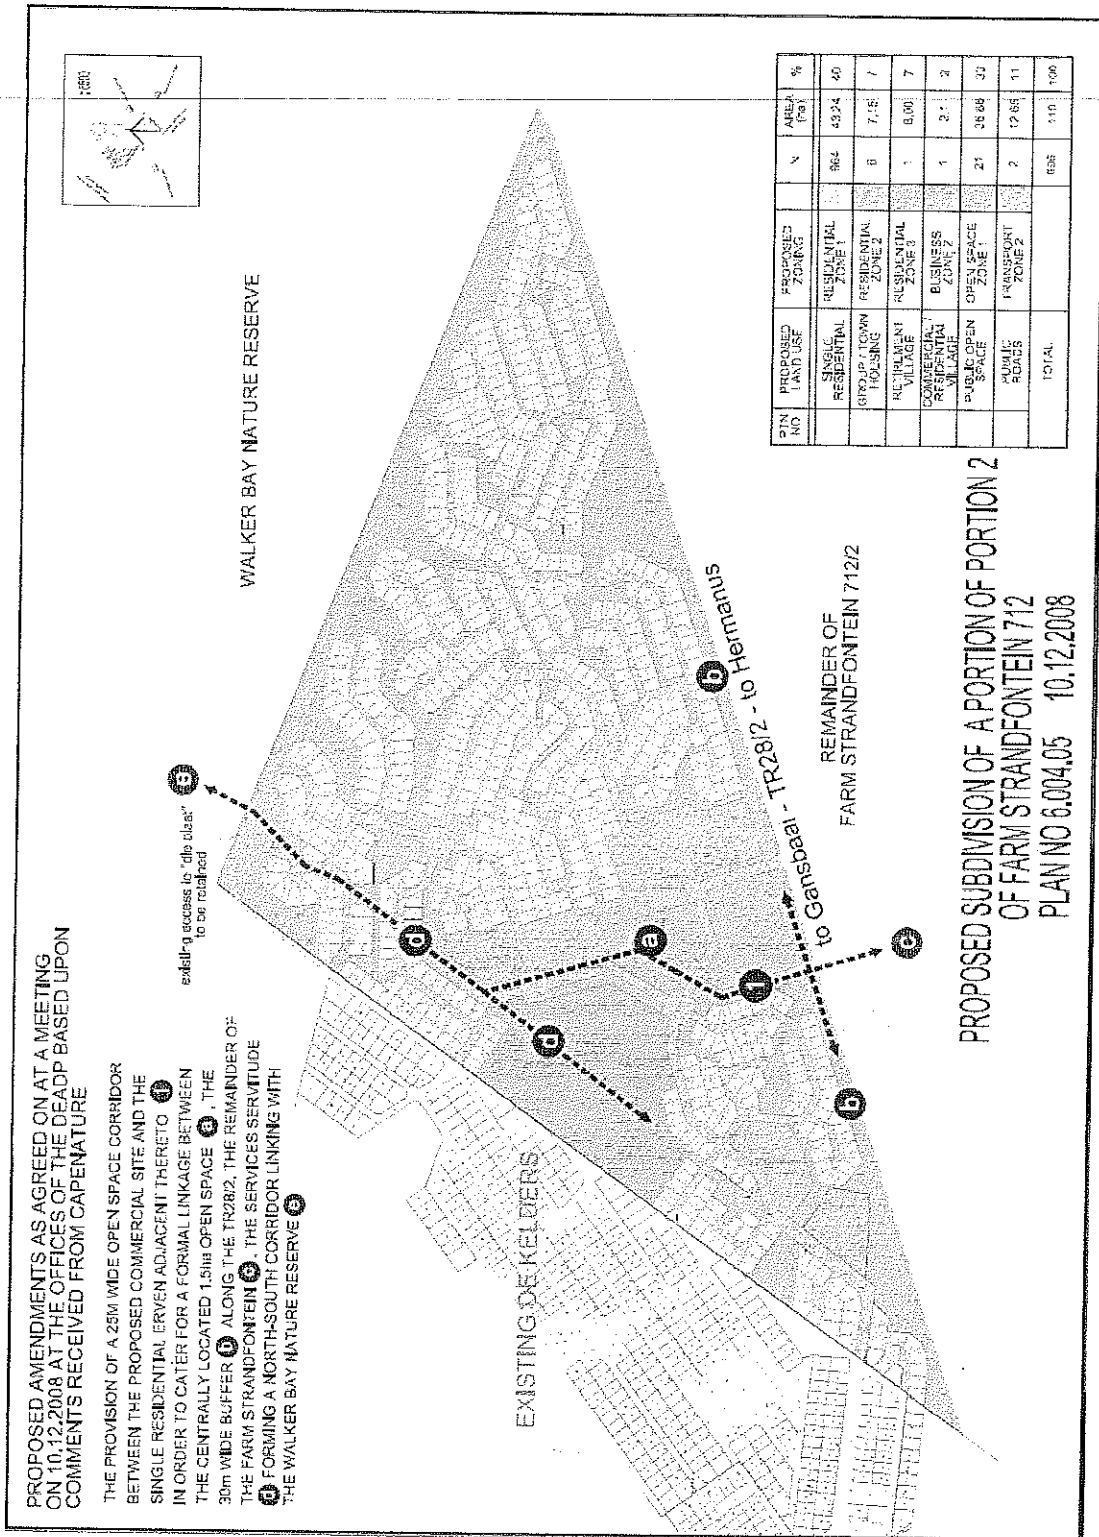 PROPOSED AMENDMENTS AS AGREED ON AT A MEETING
ON 10.12.2008 AT THE OFFICES OF THE DEADP BASED UPON
COMMENTS RECEIVED FROM CAPENATURE
THE PROVISION OF A 25M WIDE OPEN SPACE CORRIDOR
BETWEEN THE PROPOSED COMMERCIAL SITE AND THE
SINGLE RESIDENTIAL ERVEN ADJACENT THERETO
IN ORDER TO CATER FOR A FORMAL LINKAGE BETWEEN
THE CENTRALLY LOCATED 1.5ha OPEN SPACE a , THE
30m WIDE BUFFER b ALONG THE TR28/2, THE REMAINDER OF
THE FARM STRANDFONTEIN c , THE SERVICES SERVITUDE
d FORMING A NORTH-SOUTH CORRIDOR LINKING WITH
THE WALKER BAY NATURE RESERVE e
existing access to "die plaat"
to be retained
e
WALKER BAY NATURE RESERVE
EXISTING DE KELDERS
d
d
a
f
c
b
b
to Gansbaai - TR28/2 - to Hermanus
REMAINDER OF
FARM STRANDFONTEIN 712/2
PTN NO PROPOSED LAND USE PROPOSED ZONING AREA (ha) %
SINGLE RESIDENTIAL RESIDENTIAL ZONE 1 664 43,24 40
GROUP / TOWN HOUSING RESIDENTIAL ZONE 2 6 7
RETIREMENT VILLAGE RESIDENTIAL ZONE 3 1 8,00 7
COMMERCIAL / RESIDENTIAL VILLAGE BUSINESS ZONE 2 1 2
PUBLIC OPEN SPACE OPEN SPACE ZONE 1 21 33
PUBLIC ROADS TRANSPORT ZONE 2 2 12,65 11
TOTAL 110 100
PROPOSED SUBDIVISION OF A PORTION OF PORTION 2
OF FARM STRANDFONTEIN 712
PLAN NO 6.004.05 10.12.2008